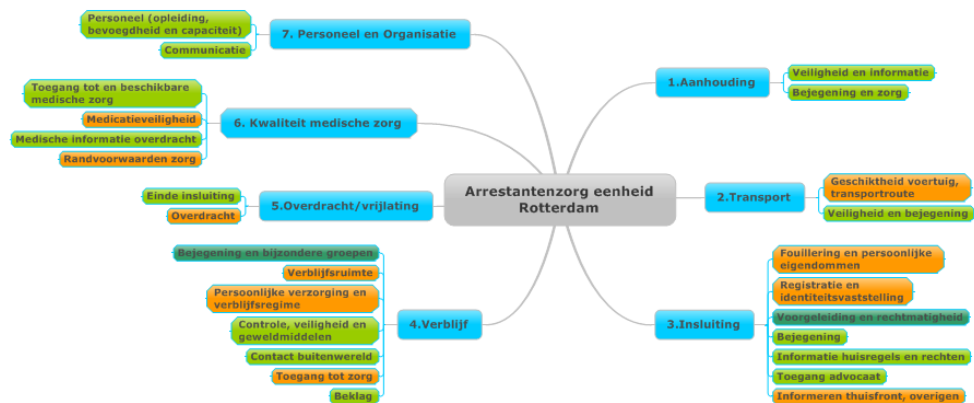 Arrestantenzorg eenheid
Rotterdam
1.Aanhouding
Veiligheid en informatie
Bejegening en zorg
2.Transport
Geschiktheid voertuig,
transportroute
Veiligheid en bejegening
3.Insluiting
Fouillering en persoonlijke
eigendommen
Registratie en
identiteitsvaststelling
Voorgeleiding en rechtmatigheid
Bejegening
Informatie huisregels en rechten
Toegang advocaat
Informeren thuisfront, overigen
4.Verblijf
Bejegening en bijzondere groepen
Verblijfsruimte
Persoonlijke verzorging en
verblijfsregime
Controle, veiligheid en
geweldmiddelen
Contact buitenwereld
Toegang tot zorg
Beklag
5.Overdracht/vrijlating
Einde insluiting
Overdracht
6. Kwaliteit medische zorg
Toegang tot en beschikbare
medische zorg
Medicatieveiligheid
Medische informatie overdracht
Randvoorwaarden zorg
7. Personeel en Organisatie
Personeel (opleiding,
bevoegdheid en capaciteit)
Communicatie